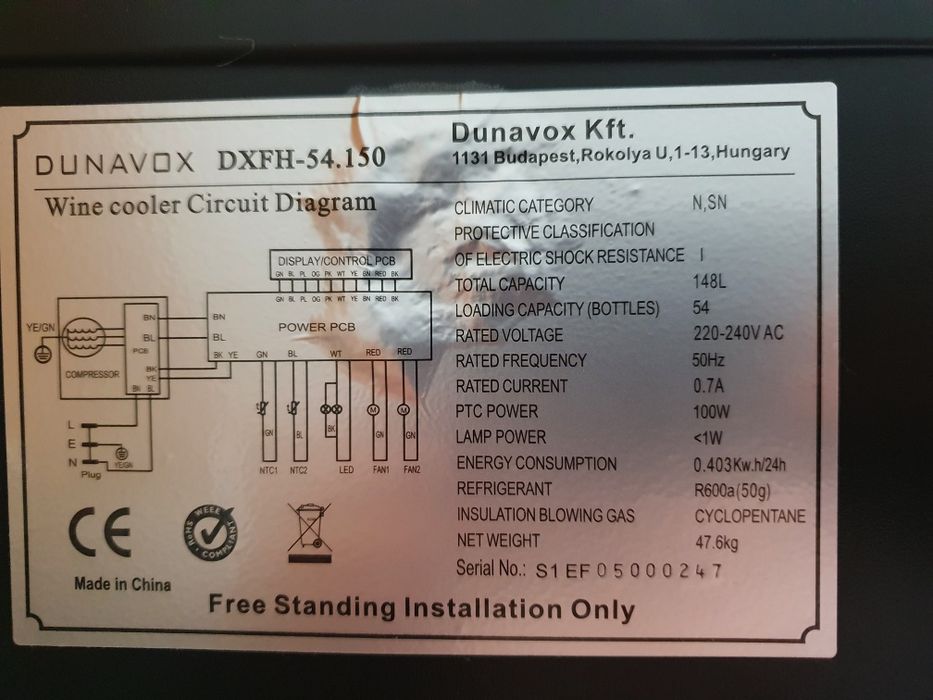 DUNAVOX DXFH-54.150
Dunavox Kft.
1131 Budapest,Rokolya U,1-13,Hungary
Wine cooler Circuit Diagram
DISPLAY/CONTROL PCB
GN BL PL OG PK WT YE BN RED BK
GN BL PL OG PK WT YE BN RED BK
POWER PCB
BN BN
YE/GN
BL BL
PCB
COMPRESSOR
BK
YE
BK YE GN BL WT RED RED
BN BL
L
E
N
Plug
YE/GN
GN BL BK M GN M GN
NTC1 NTC2 LED FAN1 FAN2
CLIMATIC CATEGORY N,SN
PROTECTIVE CLASSIFICATION
OF ELECTRIC SHOCK RESISTANCE I
TOTAL CAPACITY 148L
LOADING CAPACITY (BOTTLES) 54
RATED VOLTAGE 220-240V AC
RATED FREQUENCY 50Hz
RATED CURRENT 0.7A
PTC POWER 100W
LAMP POWER <1W
ENERGY CONSUMPTION 0.403Kw.h/24h
REFRIGERANT R600a(50g)
INSULATION BLOWING GAS CYCLOPENTANE
NET WEIGHT 47.6kg
Serial No.: S1EF05000247
CE
RoHS WEEE COMPLIANT
Made in China
Free Standing Installation Only